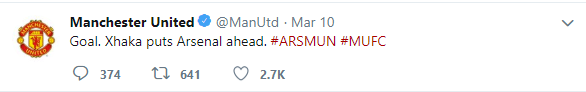 Manchester United @ManUtd · Mar 10
Goal. Xhaka puts Arsenal ahead. #ARSMUN #MUFC
374 641 2.7K